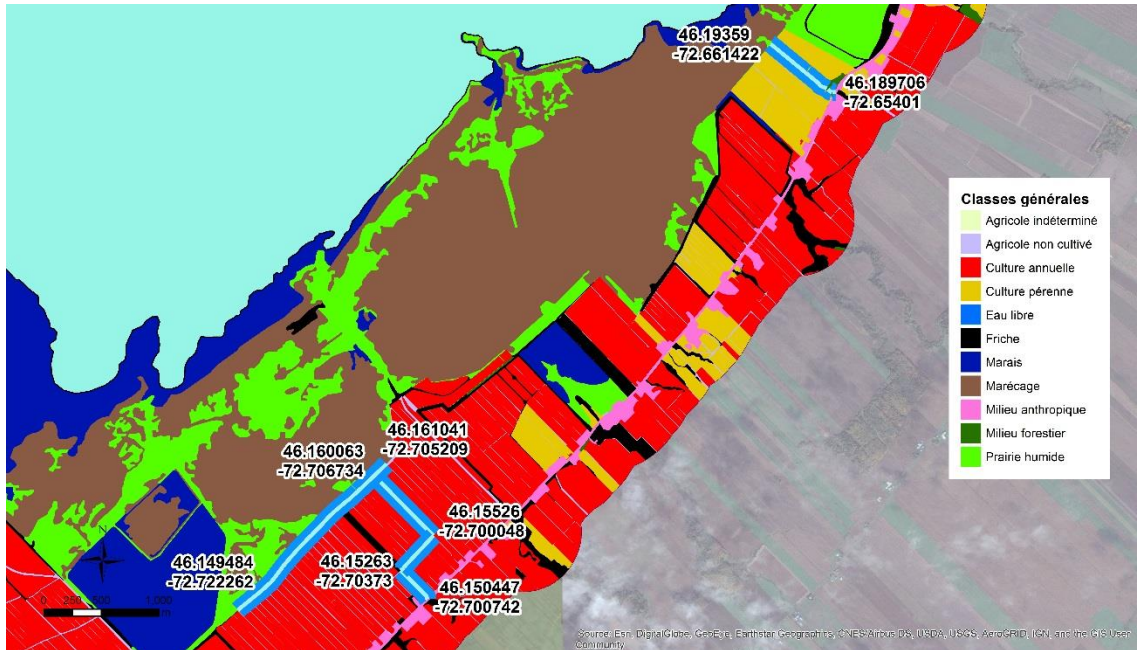 46.19359
-72.661422
46.189706
-72.65401
Classes générales
Agricole indéterminé
Agricole non cultivé
Culture annuelle
Culture pérenne
Eau libre
Friche
Marais
Marécage
Milieu anthropique
Milieu forestier
Prairie humide
46.161041
-72.705209
46.160063
-72.706734
46.15526
-72.700048
46.149484
-72.722262
46.15263
-72.70373
46.150447
-72.700742
N
0 250 500 1 000
m
Source: Esri, DigitalGlobe, GeoEye, Earthstar Geographics, CNES/Airbus DS, USDA, USGS, AeroGRID, IGN, and the GIS User
Community